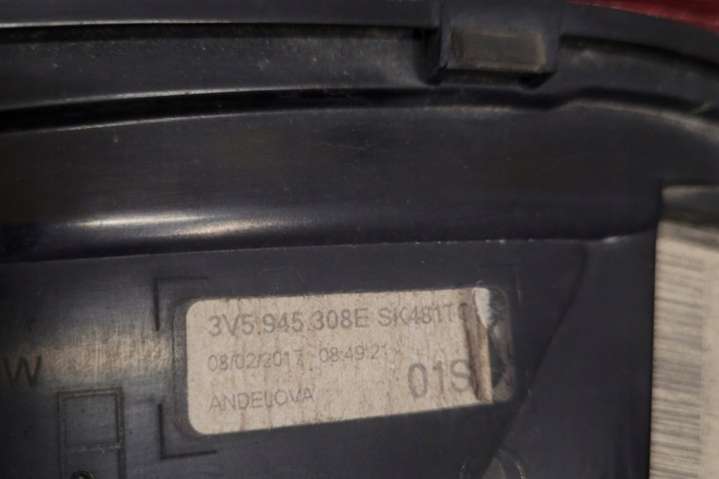 3V5.945.308E SK481T
W
08/02/2017 08:49:21
01S
ANDELOVA